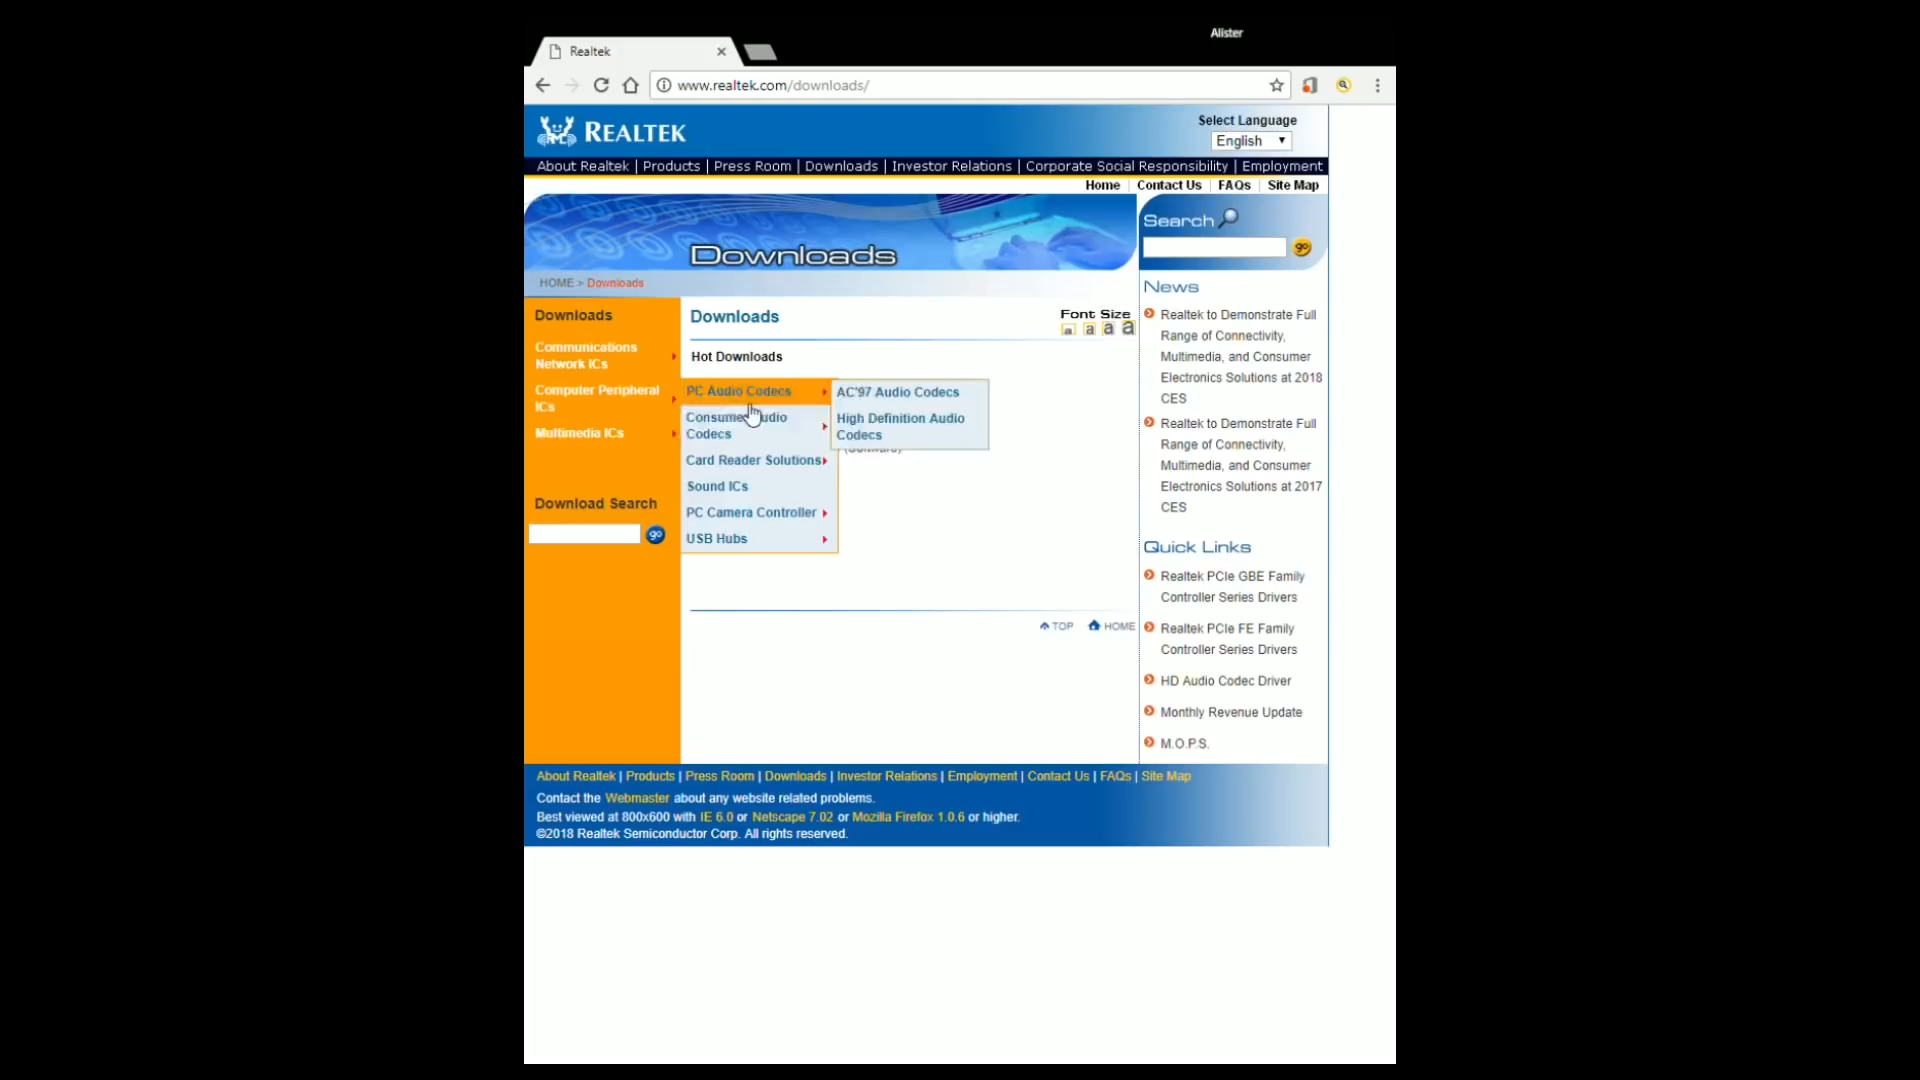 Alister
Realtek
www.realtek.com/downloads/
REALTEK
Select Language
English
About Realtek | Products | Press Room | Downloads | Investor Relations | Corporate Social Responsibility | Employment
Home Contact Us FAQs Site Map
Downloads
Search
go
HOME > Downloads
Downloads
Communications
Network ICs
Computer Peripheral
ICs
Multimedia ICs
Download Search
go
Downloads
Font Size
a a a a
Hot Downloads
PC Audio Codecs
Consumer Audio
Codecs
Card Reader Solutions
Sound ICs
PC Camera Controller
USB Hubs
AC'97 Audio Codecs
High Definition Audio
Codecs
(Software)
TOP HOME
News
Realtek to Demonstrate Full
Range of Connectivity,
Multimedia, and Consumer
Electronics Solutions at 2018
CES
Realtek to Demonstrate Full
Range of Connectivity,
Multimedia, and Consumer
Electronics Solutions at 2017
CES
Quick Links
Realtek PCIe GBE Family
Controller Series Drivers
Realtek PCIe FE Family
Controller Series Drivers
HD Audio Codec Driver
Monthly Revenue Update
M.O.P.S.
About Realtek | Products | Press Room | Downloads | Investor Relations | Employment | Contact Us | FAQs | Site Map
Contact the Webmaster about any website related problems.
Best viewed at 800x600 with IE 6.0 or Netscape 7.02 or Mozilla Firefox 1.0.6 or higher.
©2018 Realtek Semiconductor Corp. All rights reserved.